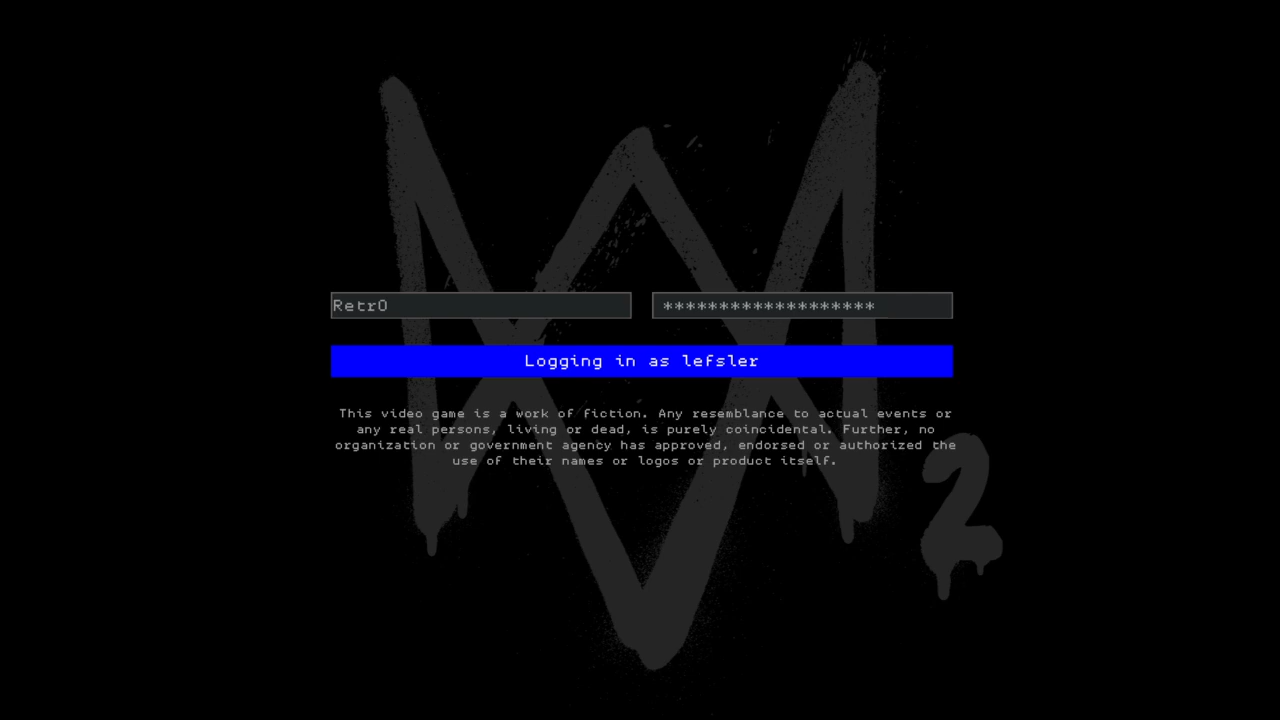 Retr0 *******************
Logging in as lefsler
This video game is a work of fiction. Any resemblance to actual events or
any real persons, living or dead, is purely coincidental. Further, no
organization or government agency has approved, endorsed or authorized the
use of their names or logos or product itself.
2